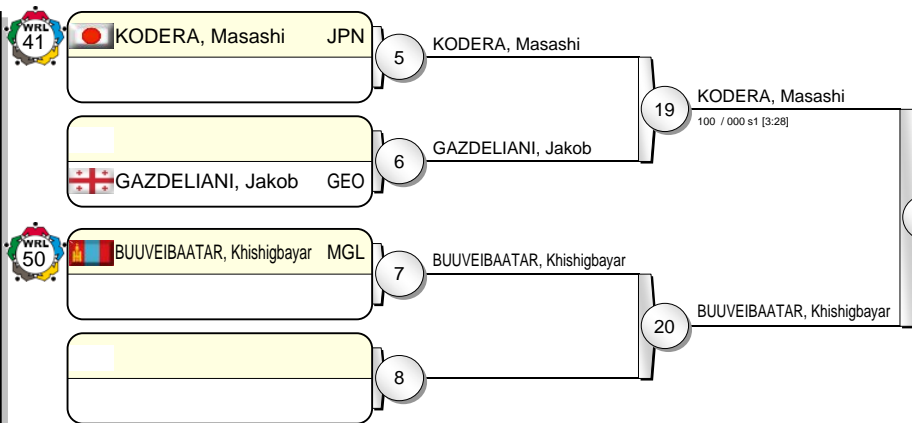 WRL
41
KODERA, Masashi JPN
5
KODERA, Masashi
19
KODERA, Masashi
100 / 000 s1 [3:28]
6
GAZDELIANI, Jakob
GAZDELIANI, Jakob GEO
WRL
50
BUUVEIBAATAR, Khishigbayar MGL
7
BUUVEIBAATAR, Khishigbayar
20
BUUVEIBAATAR, Khishigbayar
8